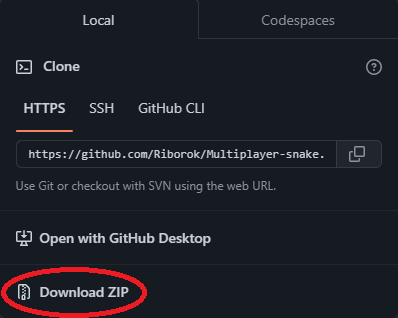 Local Codespaces
Clone
HTTPS SSH GitHub CLI
https://github.com/Riborok/Multiplayer-snake.
Use Git or checkout with SVN using the web URL.
Open with GitHub Desktop
Download ZIP